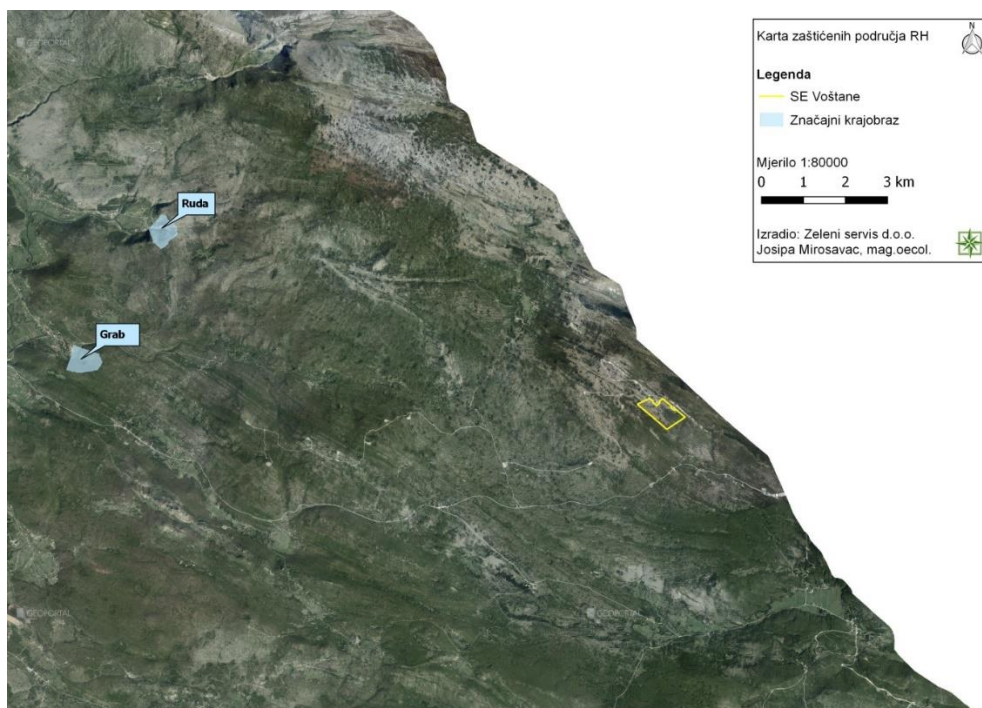 GEOPORTAL
Ruda
Grab
GEOPORTAL
GEOPORTAL
Karta zaštićenih područja RH
N
Legenda
SE Voštane
Značajni krajobraz
Mjerilo 1:80000
0 1 2 3 km
Izradio: Zeleni servis d.o.o.
Josipa Mirosavac, mag.oecol.